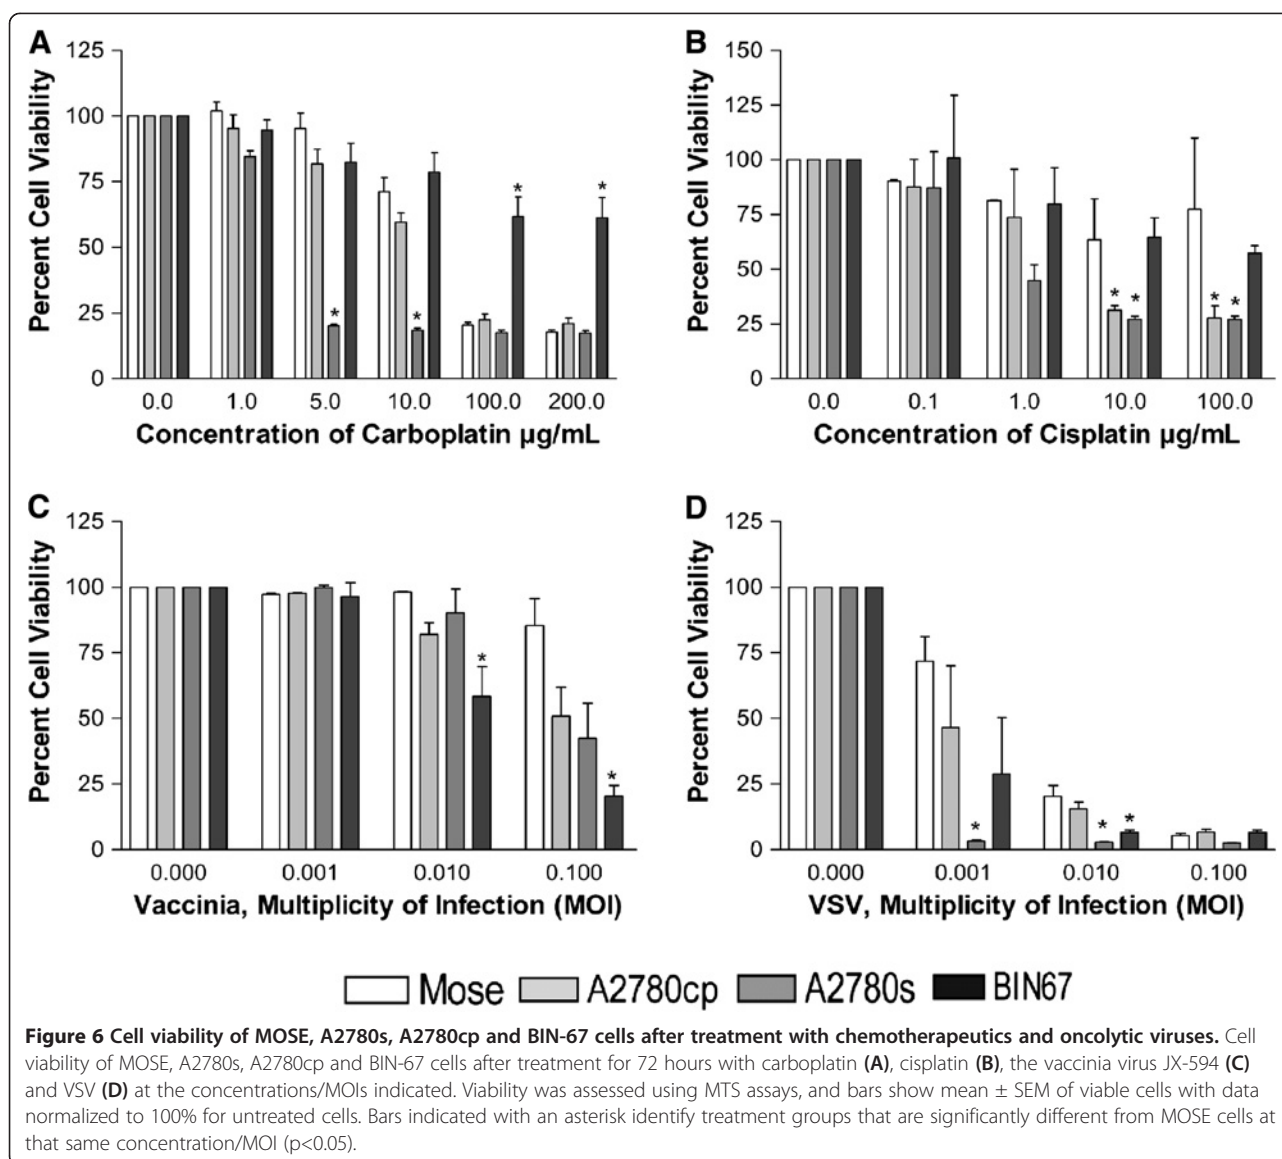 A
125
100
75
50
25
0
Percent Cell Viability
* * * *
0.0 1.0 5.0 10.0 100.0 200.0
Concentration of Carboplatin µg/mL
B
150
125
100
75
50
25
0
Percent Cell Viability
* * * *
0.0 0.1 1.0 10.0 100.0
Concentration of Cisplatin µg/mL
C
125
100
75
50
25
0
Percent Cell Viability
* *
0.000 0.001 0.010 0.100
Vaccinia, Multiplicity of Infection (MOI)
D
125
100
75
50
25
0
Percent Cell Viability
* * *
0.000 0.001 0.010 0.100
VSV, Multiplicity of Infection (MOI)
Mose A2780cp A2780s BIN67
Figure 6 Cell viability of MOSE, A2780s, A2780cp and BIN-67 cells after treatment with chemotherapeutics and oncolytic viruses. Cell
viability of MOSE, A2780s, A2780cp and BIN-67 cells after treatment for 72 hours with carboplatin (A), cisplatin (B), the vaccinia virus JX-594 (C)
and VSV (D) at the concentrations/MOIs indicated. Viability was assessed using MTS assays, and bars show mean ± SEM of viable cells with data
normalized to 100% for untreated cells. Bars indicated with an asterisk identify treatment groups that are significantly different from MOSE cells at
that same concentration/MOI (p<0.05).